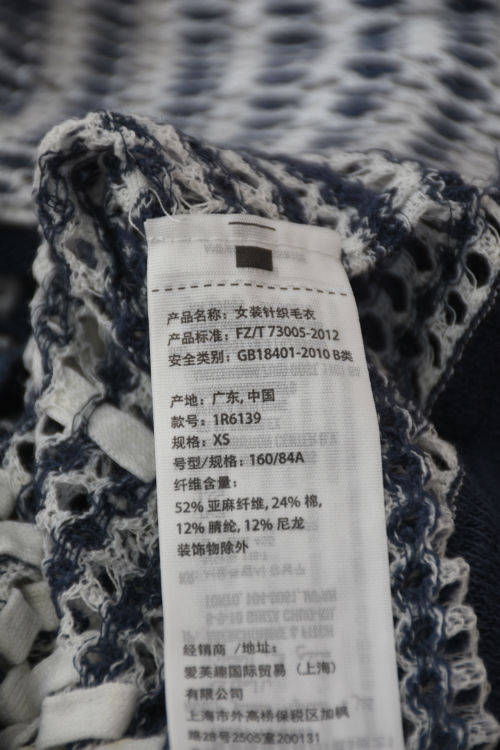 产品名称：女装针织毛衣
产品标准：FZ/T 73005-2012
安全类别：GB18401-2010 B类
产地：广东, 中国
款号：1R6139
规格：XS
号型/规格：160/84A
纤维含量：
52% 亚麻纤维, 24% 棉,
12% 腈纶, 12% 尼龙
装饰物除外
经销商 /地址：
爱芙趣国际贸易（上海）
有限公司
上海市外高桥保税区加枫
路28号2505室200131